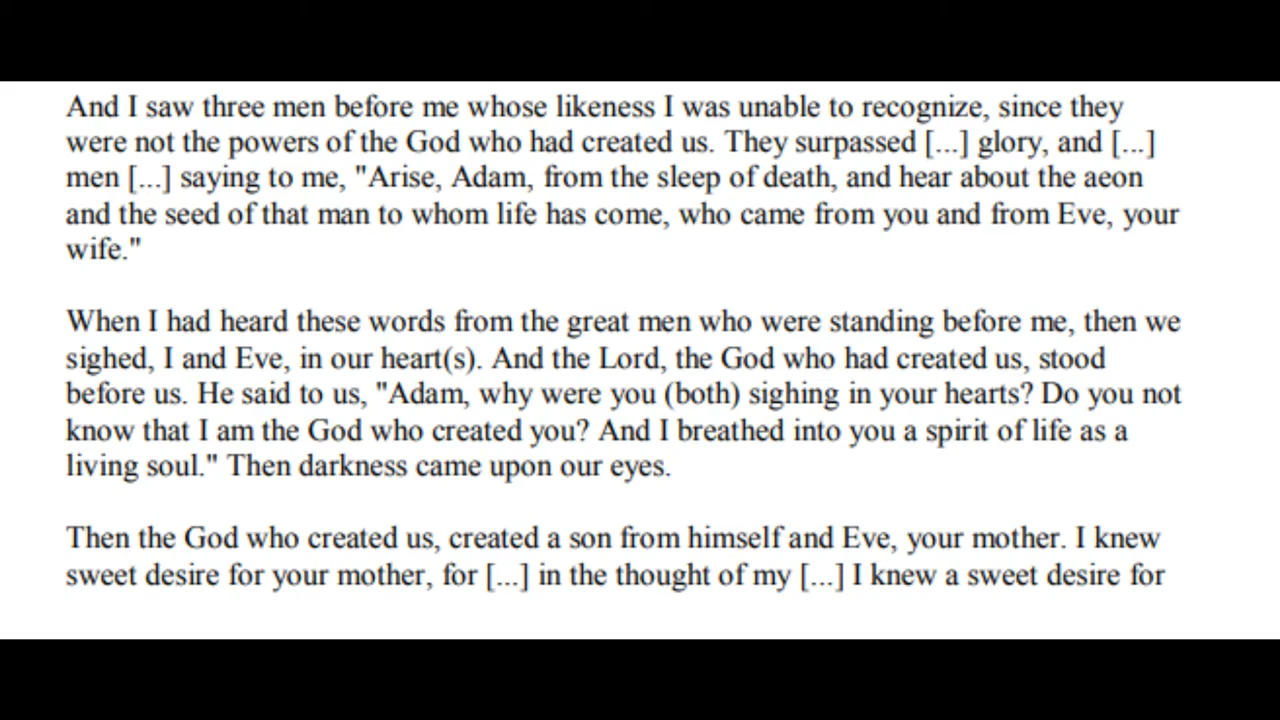 And I saw three men before me whose likeness I was unable to recognize, since they
were not the powers of the God who had created us. They surpassed [...] glory, and [...]
men [...] saying to me, "Arise, Adam, from the sleep of death, and hear about the aeon
and the seed of that man to whom life has come, who came from you and from Eve, your
wife."
When I had heard these words from the great men who were standing before me, then we
sighed, I and Eve, in our heart(s). And the Lord, the God who had created us, stood
before us. He said to us, "Adam, why were you (both) sighing in your hearts? Do you not
know that I am the God who created you? And I breathed into you a spirit of life as a
living soul." Then darkness came upon our eyes.
Then the God who created us, created a son from himself and Eve, your mother. I knew
sweet desire for your mother, for [...] in the thought of my [...] I knew a sweet desire for